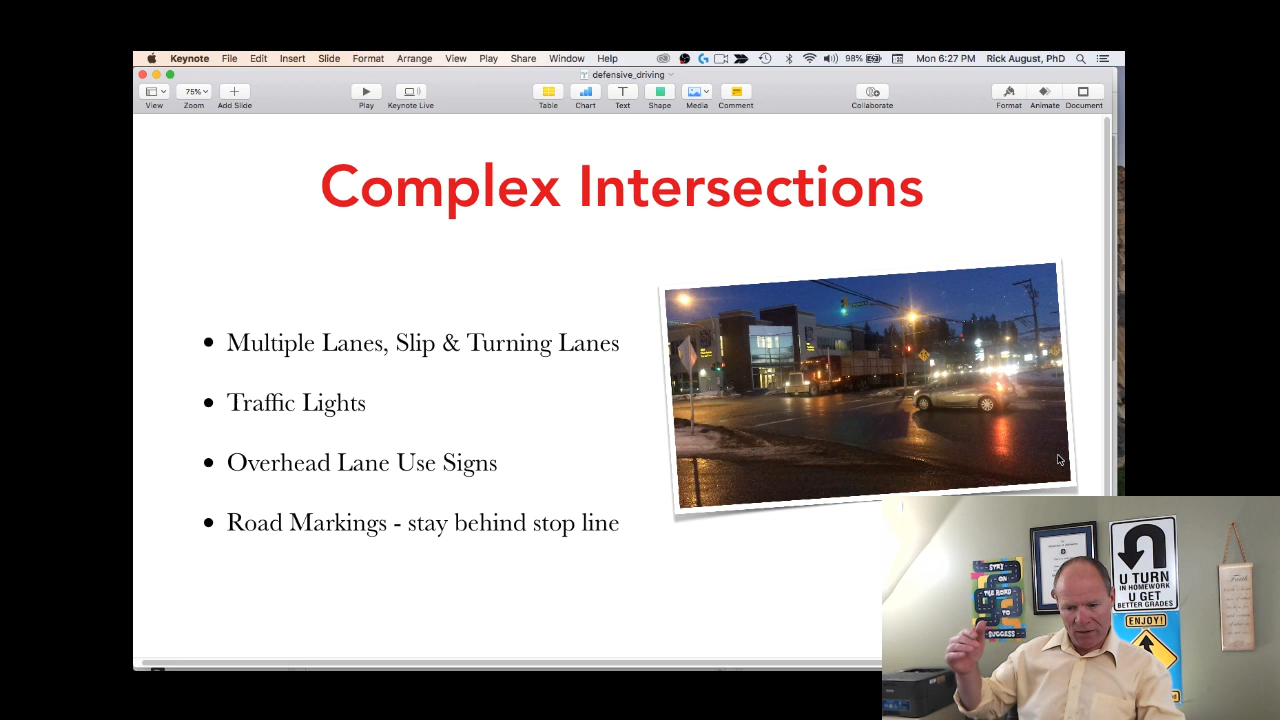 Keynote File Edit Insert Slide Format Arrange View Play Share Window Help 98% Mon 6:27 PM Rick August, PhD
defensive_driving
75%
View Zoom Add Slide Play Keynote Live Table Chart Text Shape Media Comment Collaborate Format Animate Document
Complex Intersections
• Multiple Lanes, Slip & Turning Lanes
• Traffic Lights
• Overhead Lane Use Signs
• Road Markings - stay behind stop line
STAY
ON
THE ROAD
TO
SUCCESS
U TURN
IN HOMEWORK
U GET
BETTER GRADES
ENJOY!
Faith